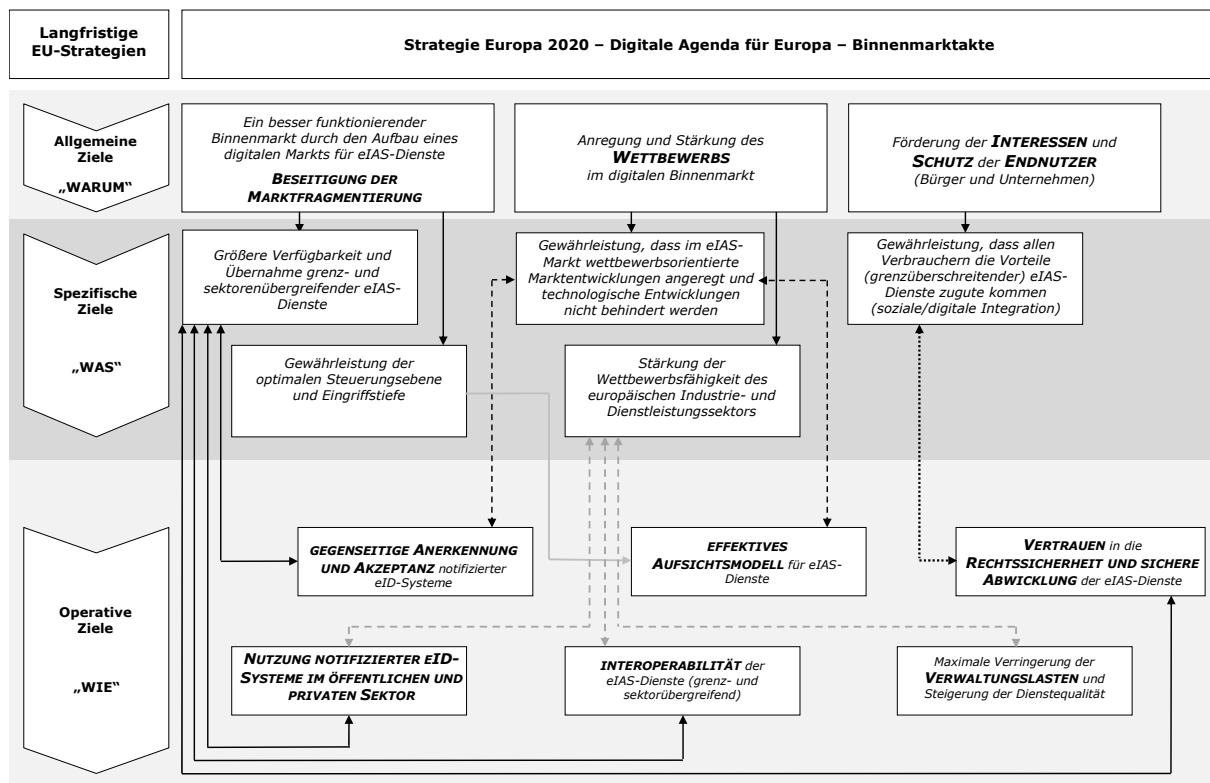 Langfristige
EU-Strategien
Strategie Europa 2020 – Digitale Agenda für Europa – Binnenmarktakte
Allgemeine
Ziele
„WARUM“
Ein besser funktionierender
Binnenmarkt durch den Aufbau eines
digitalen Markts für eIAS-Dienste
BESEITIGUNG DER
MARKTFRAGMENTIERUNG
Anregung und Stärkung des
WETTBEWERBS
im digitalen Binnenmarkt
Förderung der INTERESSEN und
SCHUTZ der ENDNUTZER
(Bürger und Unternehmen)
Spezifische
Ziele
„WAS“
Größere Verfügbarkeit und
Übernahme grenz- und
sektorenübergreifender eIAS-
Dienste
Gewährleistung, dass im eIAS-
Markt wettbewerbsorientierte
Marktentwicklungen angeregt und
technologische Entwicklungen
nicht behindert werden
Gewährleistung, dass allen
Verbrauchern die Vorteile
(grenzüberschreitender) eIAS-
Dienste zugute kommen
(soziale/digitale Integration)
Gewährleistung der
optimalen Steuerungsebene
und Eingriffstiefe
Stärkung der
Wettbewerbsfähigkeit des
europäischen Industrie- und
Dienstleistungssektors
Operative
Ziele
„WIE“
GEGENSEITIGE ANERKENNUNG
UND AKZEPTANZ notifizierter
eID-Systeme
EFFEKTIVES
AUFSICHTSMODELL für eIAS-
Dienste
VERTRAUEN in die
RECHTSSICHERHEIT UND SICHERE
ABWICKLUNG der eIAS-Dienste
NUTZUNG NOTIFIZIERTER EID-
SYSTEME IM ÖFFENTLICHEN UND
PRIVATEN SEKTOR
INTEROPERABILITÄT der
eIAS-Dienste (grenz- und
sektorübergreifend)
Maximale Verringerung der
VERWALTUNGSLASTEN und
Steigerung der Dienstequalität